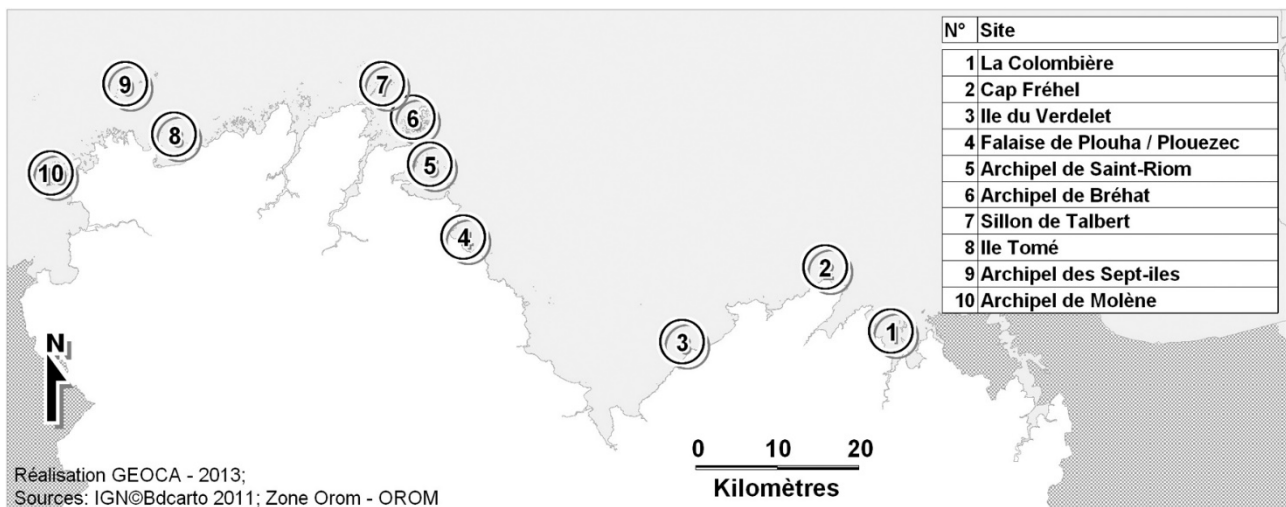 N° Site
1 La Colombière
2 Cap Fréhel
3 Ile du Verdelet
4 Falaise de Plouha / Plouezec
5 Archipel de Saint-Riom
6 Archipel de Bréhat
7 Sillon de Talbert
8 Ile Tomé
9 Archipel des Sept-iles
10 Archipel de Molène
9
7
6
8
5
10
4
2
1
3
N
0 10 20
Kilomètres
Réalisation GEOCA - 2013;
Sources: IGN©Bdcarto 2011; Zone Orom - OROM